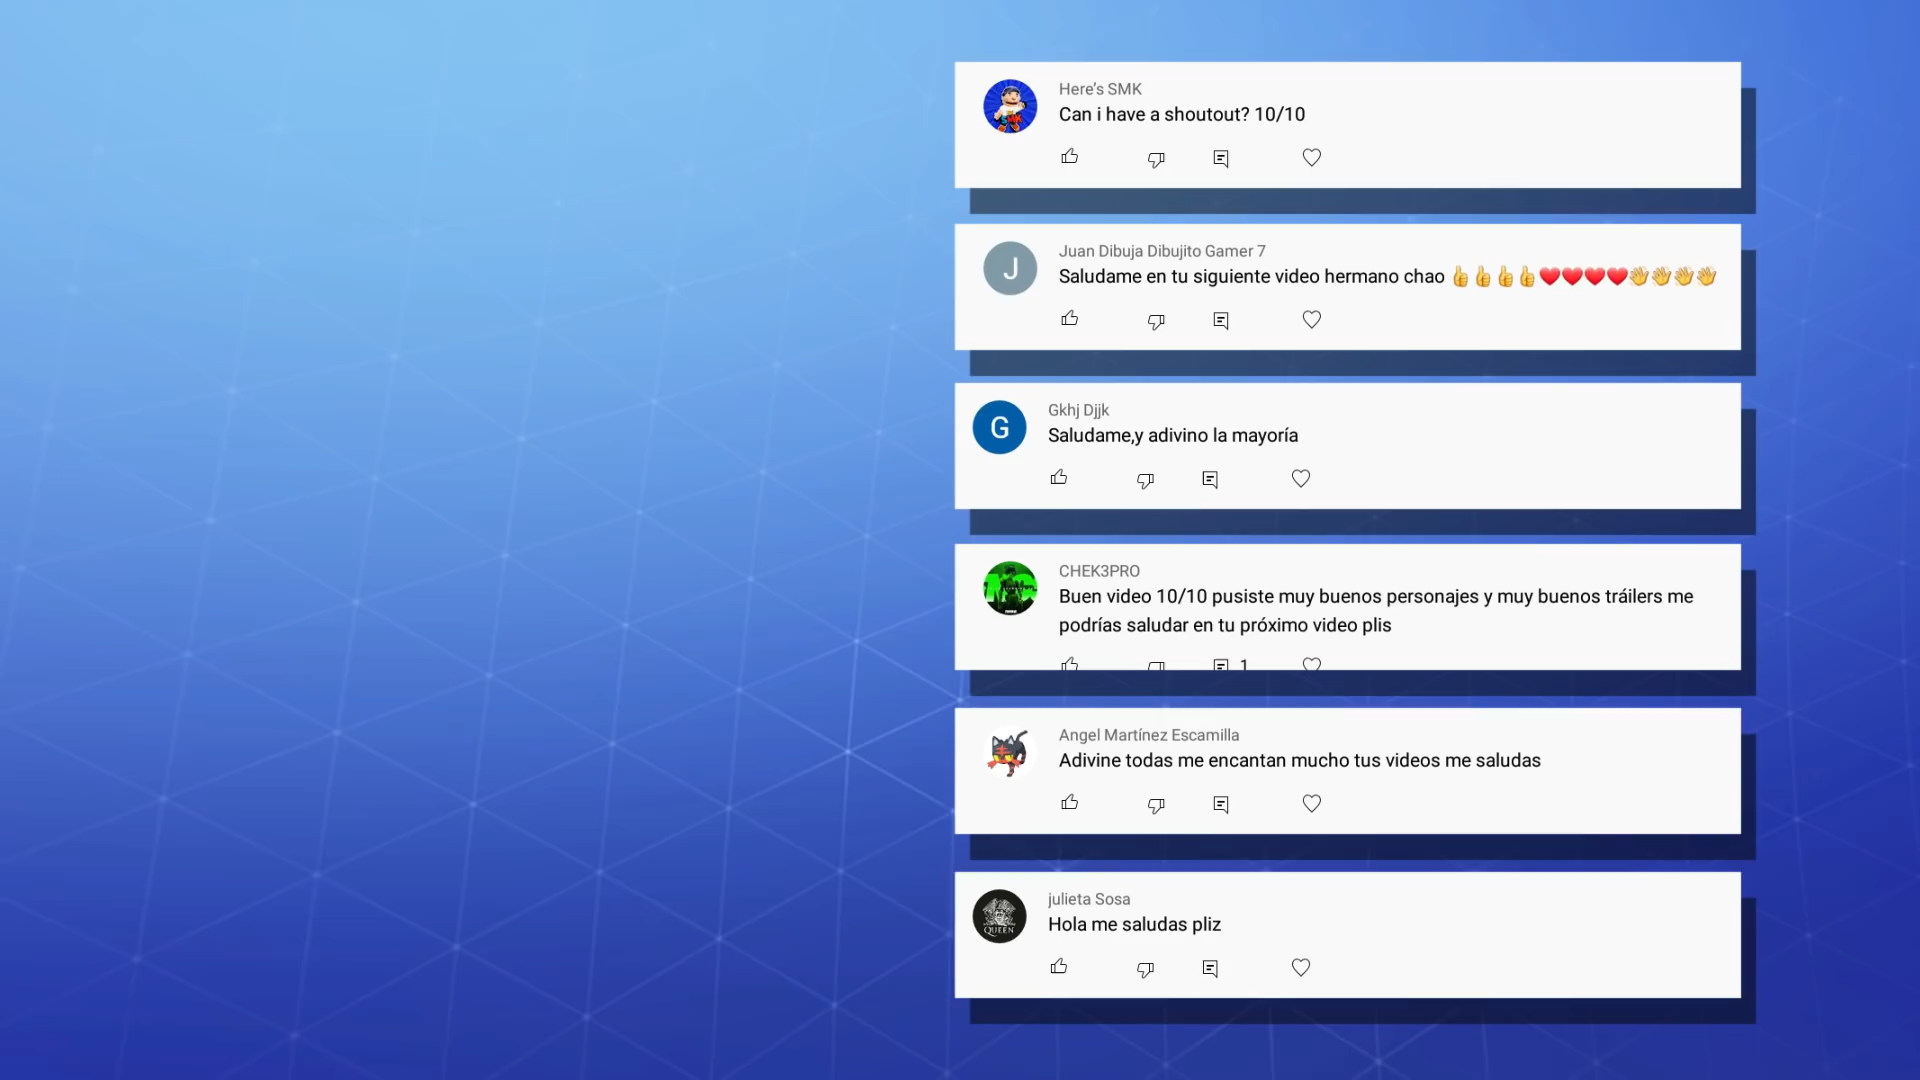 Here's SMK
Can i have a shoutout? 10/10
J
Juan Dibuja Dibujito Gamer 7
Saludame en tu siguiente video hermano chao 👍👍👍👍❤️❤️❤️❤️👋👋👋👋
G
Gkhj Djjk
Saludame,y adivino la mayoría
CHEK3PRO
Buen video 10/10 pusiste muy buenos personajes y muy buenos tráilers me
podrías saludar en tu próximo video plis
1
Angel Martínez Escamilla
Adivine todas me encantan mucho tus videos me saludas
QUEEN
julieta Sosa
Hola me saludas pliz